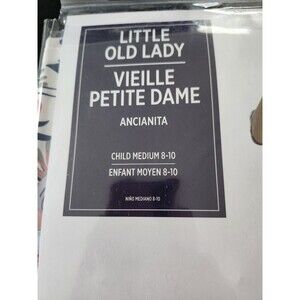 LITTLE
OLD LADY
VIEILLE
PETITE DAME
ANCIANITA
CHILD MEDIUM 8-10
ENFANT MOYEN 8-10
NIÑO MEDIANO 8-10